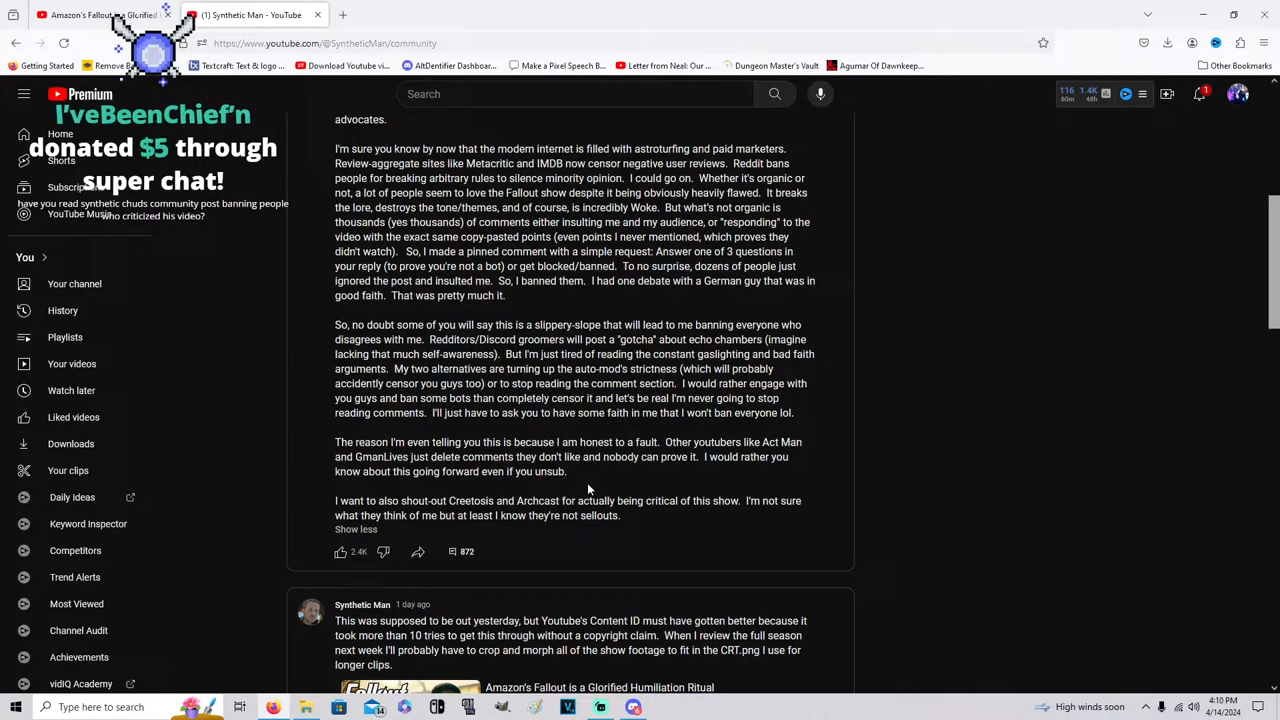 Amazon's Fallout is a Glorified
(1) Synthetic Man - YouTube
https://www.youtube.com/@SyntheticMan/community
Getting Started
Remove
Textcraft: Text & logo ...
Download Youtube vi...
AltDentifier Dashboar...
Make a Pixel Speech B...
Letter from Neal: Our ...
Dungeon Master's Vault
Agumar Of Dawnkeep...
Other Bookmarks
Premium
Search
116 1.4K
60m 48h
1
I'veBeenChief'n
donated $5 through
super chat!
have you read synthetic chuds community post banning people
who criticized his video?
Home
Shorts
Subscriptions
YouTube Music
You
Your channel
History
Playlists
Your videos
Watch later
Liked videos
Downloads
Your clips
Daily Ideas
Keyword Inspector
Competitors
Trend Alerts
Most Viewed
Channel Audit
Achievements
vidIQ Academy
advocates.
I'm sure you know by now that the modern internet is filled with astroturfing and paid marketers.
Review-aggregate sites like Metacritic and IMDB now censor negative user reviews. Reddit bans
people for breaking arbitrary rules to silence minority opinion. I could go on. Whether it's organic or
not, a lot of people seem to love the Fallout show despite it being obviously heavily flawed. It breaks
the lore, destroys the tone/themes, and of course, is incredibly Woke. But what's not organic is
thousands (yes thousands) of comments either insulting me and my audience, or "responding" to the
video with the exact same copy-pasted points (even points I never mentioned, which proves they
didn't watch). So, I made a pinned comment with a simple request: Answer one of 3 questions in
your reply (to prove you're not a bot) or get blocked/banned. To no surprise, dozens of people just
ignored the post and insulted me. So, I banned them. I had one debate with a German guy that was in
good faith. That was pretty much it.
So, no doubt some of you will say this is a slippery-slope that will lead to me banning everyone who
disagrees with me. Redditors/Discord groomers will post a "gotcha" about echo chambers (imagine
lacking that much self-awareness). But I'm just tired of reading the constant gaslighting and bad faith
arguments. My two alternatives are turning up the auto-mod's strictness (which will probably
accidently censor you guys too) or to stop reading the comment section. I would rather engage with
you guys and ban some bots than completely censor it and let's be real I'm never going to stop
reading comments. I'll just have to ask you to have some faith in me that I won't ban everyone lol.
The reason I'm even telling you this is because I am honest to a fault. Other youtubers like Act Man
and GmanLives just delete comments they don't like and nobody can prove it. I would rather you
know about this going forward even if you unsub.
I want to also shout-out Creetosis and Archcast for actually being critical of this show. I'm not sure
what they think of me but at least I know they're not sellouts.
Show less
2.4K
872
Synthetic Man 1 day ago
This was supposed to be out yesterday, but Youtube's Content ID must have gotten better because it
took more than 10 tries to get this through without a copyright claim. When I review the full season
next week I'll probably have to crop and morph all of the show footage to fit in the CRT.png I use for
longer clips.
Fallout
Amazon's Fallout is a Glorified Humiliation Ritual
Type here to search
14
High winds soon
4:10 PM
4/14/2024